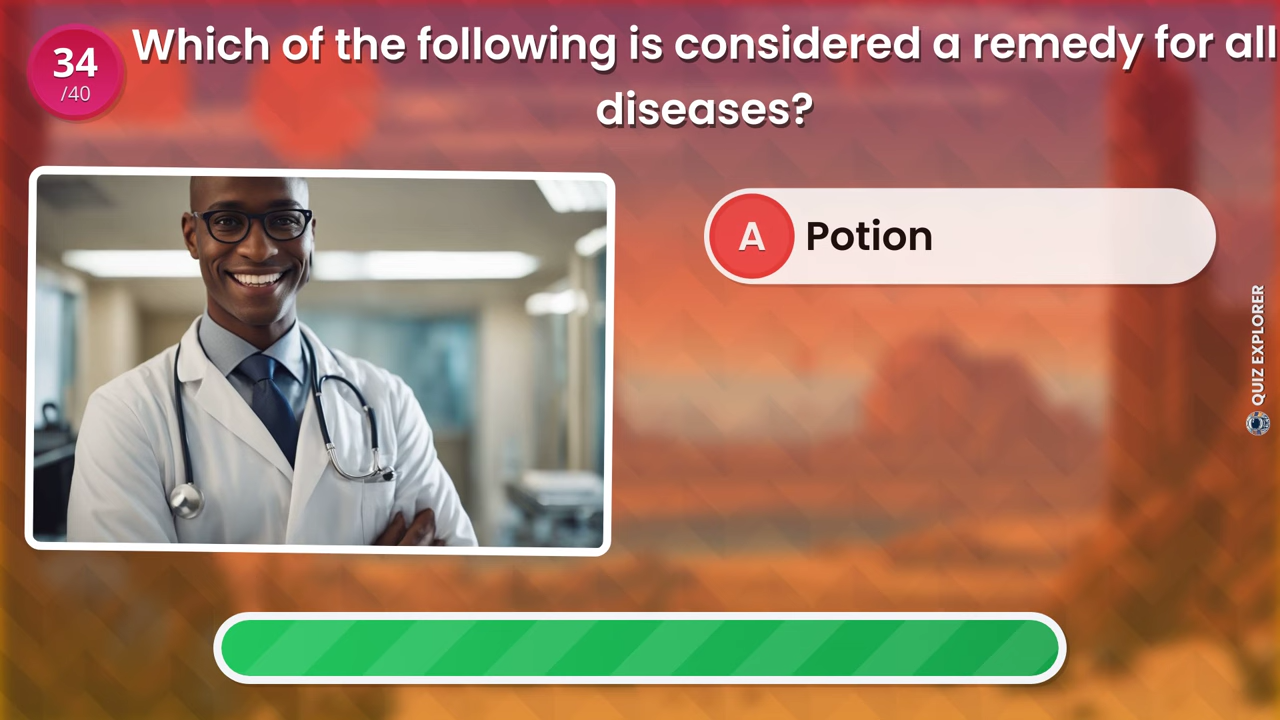 34
/40
Which of the following is considered a remedy for all
diseases?
A
Potion
QUIZ EXPLORER